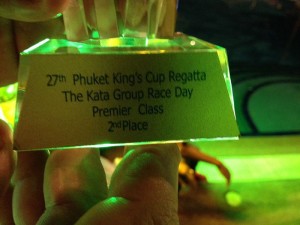 27th Phuket King's Cup Regatta
The Kata Group Race Day
Premier Class
2nd Place